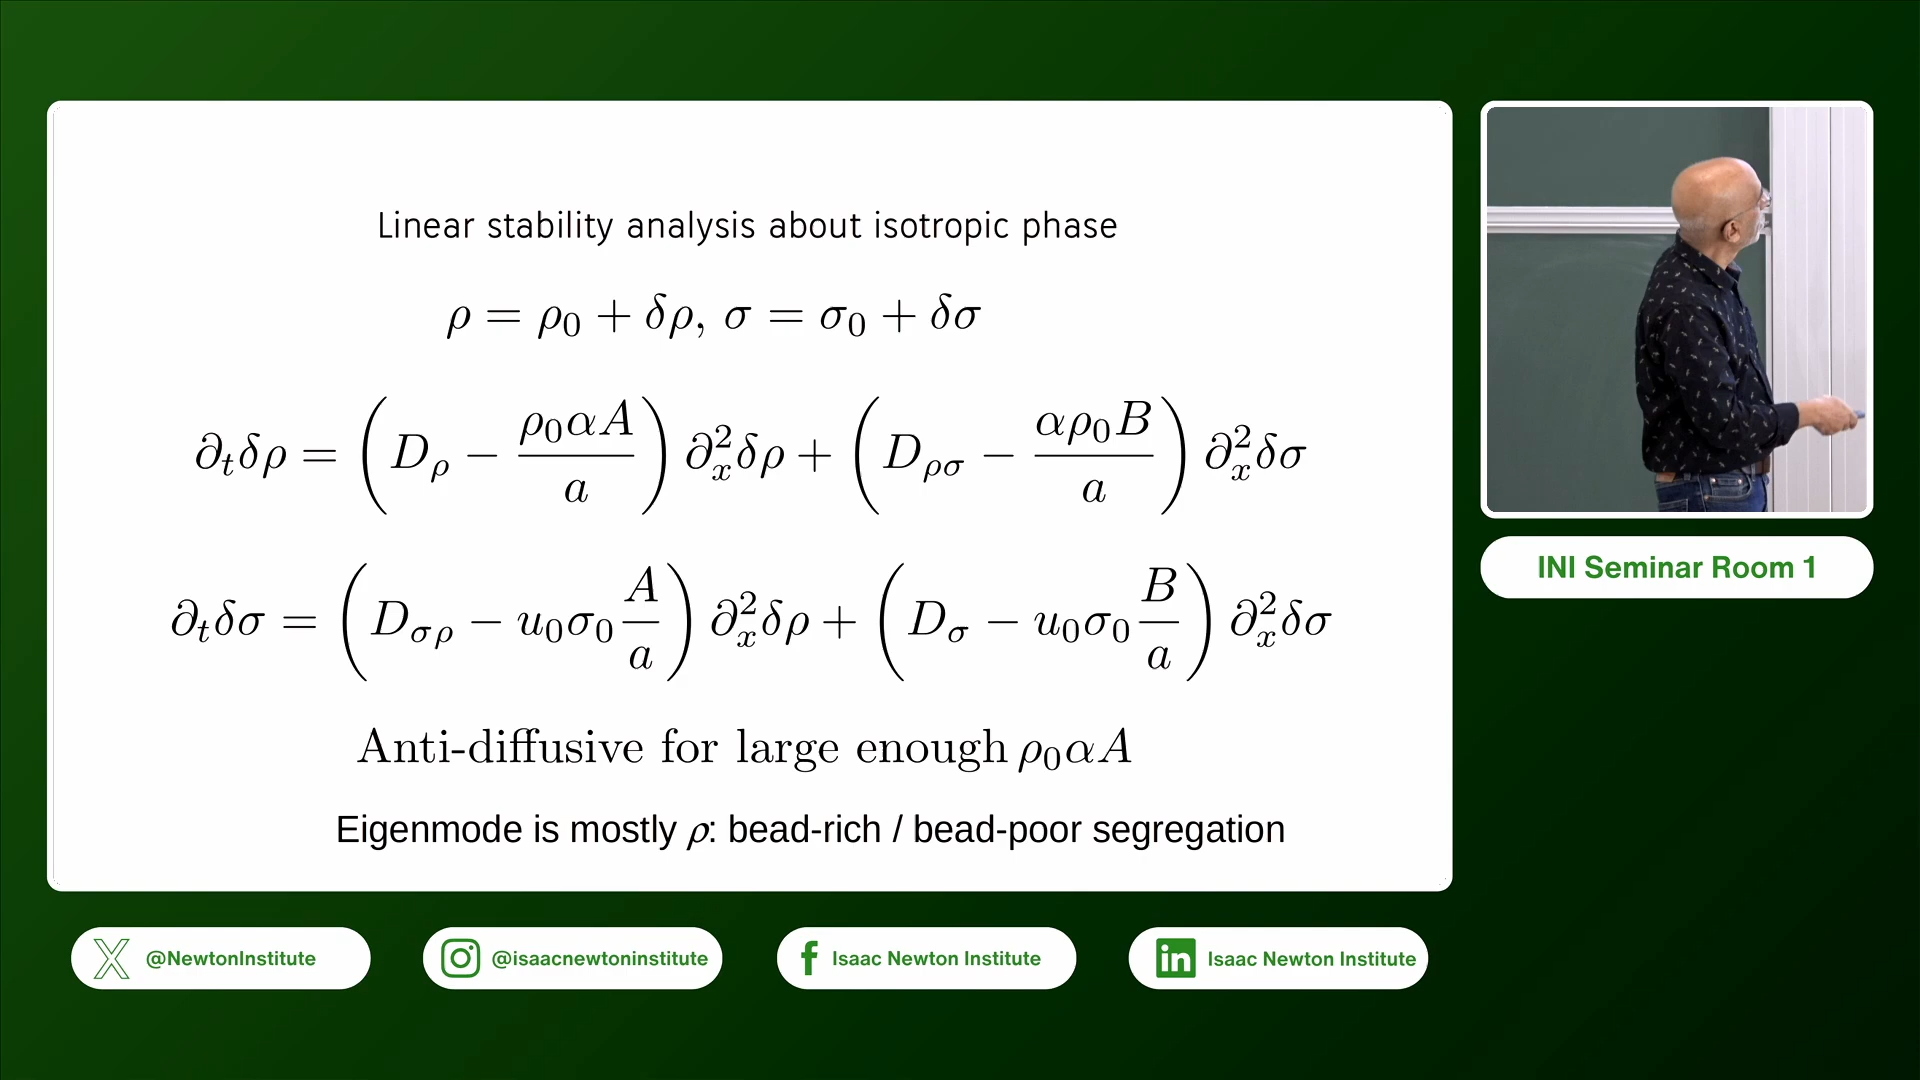 Linear stability analysis about isotropic phase
ρ = ρ₀ + δρ, σ = σ₀ + δσ
∂ₜδρ = (D_ρ − ρ₀αA/a) ∂ₓ²δρ + (D_ρσ − αρ₀B/a) ∂ₓ²δσ
∂ₜδσ = (D_σρ − u₀σ₀ A/a) ∂ₓ²δρ + (D_σ − u₀σ₀ B/a) ∂ₓ²δσ
Anti-diffusive for large enough ρ₀αA
Eigenmode is mostly ρ: bead-rich / bead-poor segregation
INI Seminar Room 1
@NewtonInstitute
@isaacnewtoninstitute
Isaac Newton Institute
Isaac Newton Institute